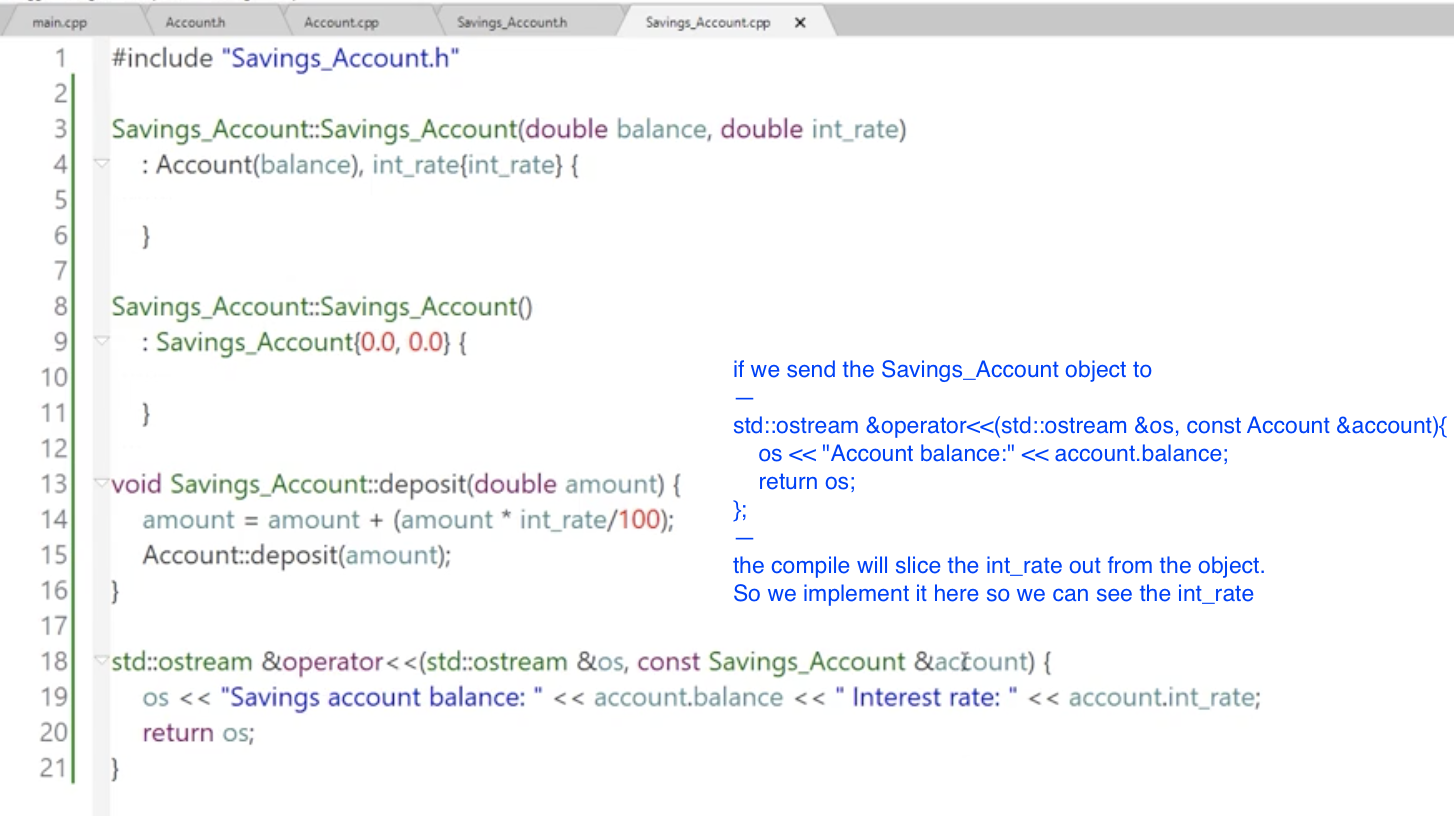 main.cpp Account.h Account.cpp Savings_Account.h Savings_Account.cpp ×
1 #include "Savings_Account.h"
2
3 Savings_Account::Savings_Account(double balance, double int_rate)
4 : Account(balance), int_rate{int_rate} {
5
6 }
7
8 Savings_Account::Savings_Account()
9 : Savings_Account{0.0, 0.0} {
10
11 }
12
13 void Savings_Account::deposit(double amount) {
14 amount = amount + (amount * int_rate/100);
15 Account::deposit(amount);
16 }
17
18 std::ostream &operator<<(std::ostream &os, const Savings_Account &account) {
19 os << "Savings account balance: " << account.balance << " Interest rate: " << account.int_rate;
20 return os;
21 }
if we send the Savings_Account object to
—
std::ostream &operator<<(std::ostream &os, const Account &account){
os << "Account balance:" << account.balance;
return os;
};
—
the compile will slice the int_rate out from the object.
So we implement it here so we can see the int_rate